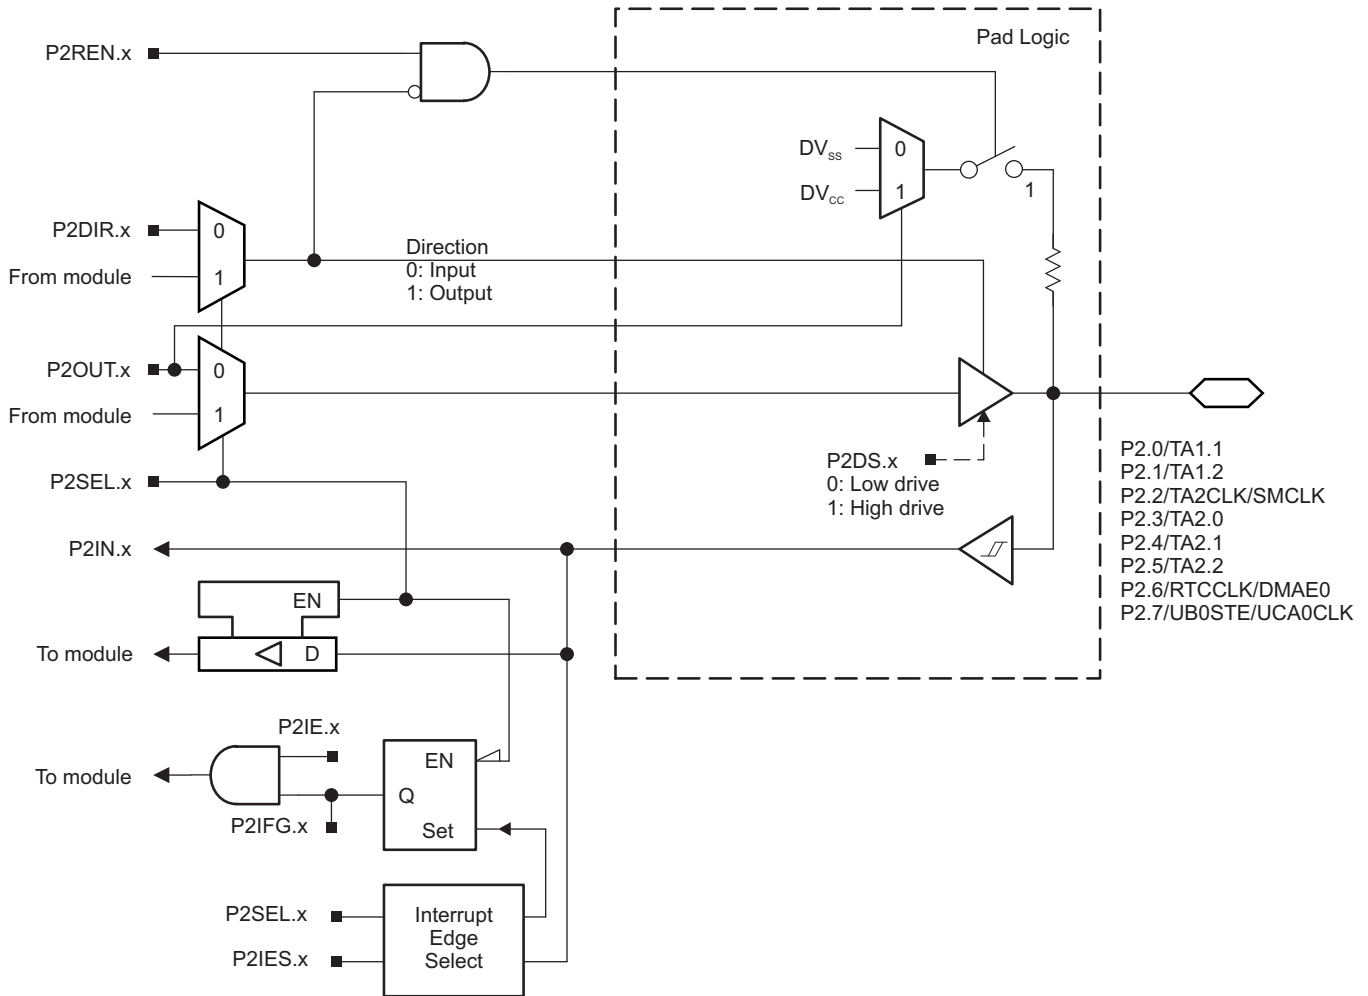 P2REN.x
Pad Logic
DVSS
0
DVCC
1
1
P2DIR.x
0
From module
1
Direction
0: Input
1: Output
P2OUT.x
0
From module
1
P2SEL.x
P2DS.x
0: Low drive
1: High drive
P2IN.x
P2.0/TA1.1
P2.1/TA1.2
P2.2/TA2CLK/SMCLK
P2.3/TA2.0
P2.4/TA2.1
P2.5/TA2.2
P2.6/RTCCLK/DMAE0
P2.7/UB0STE/UCA0CLK
EN
To module
D
P2IE.x
EN
To module
Q
P2IFG.x
Set
P2SEL.x
P2IES.x
Interrupt
Edge
Select